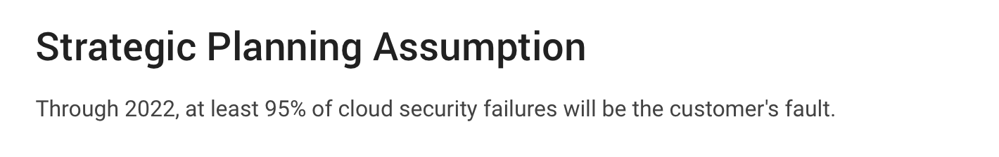 Strategic Planning Assumption
Through 2022, at least 95% of cloud security failures will be the customer's fault.